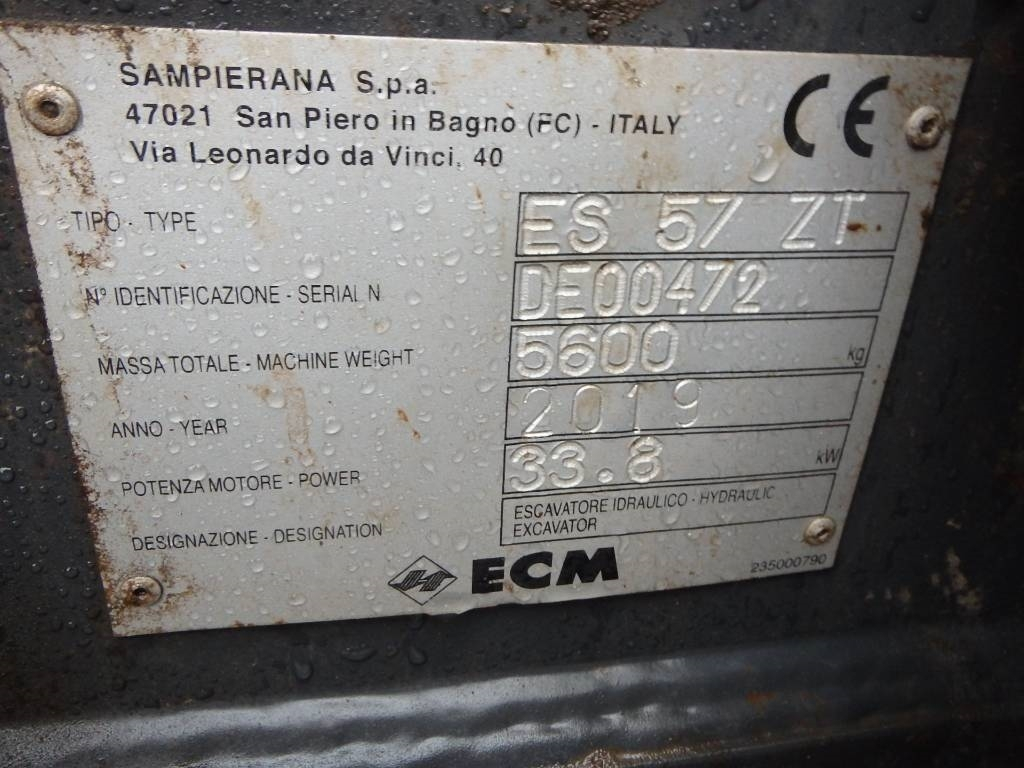 SAMPIERANA S.p.a.
47021 San Piero in Bagno (FC) - ITALY
Via Leonardo da Vinci, 40
CE
TIPO - TYPE ES 57 ZT
N° IDENTIFICAZIONE - SERIAL N DE00472
MASSA TOTALE - MACHINE WEIGHT 5600 kg
ANNO - YEAR 2019
POTENZA MOTORE - POWER 33.8 kW
DESIGNAZIONE - DESIGNATION ESCAVATORE IDRAULICO - HYDRAULIC
EXCAVATOR
ECM
235000790